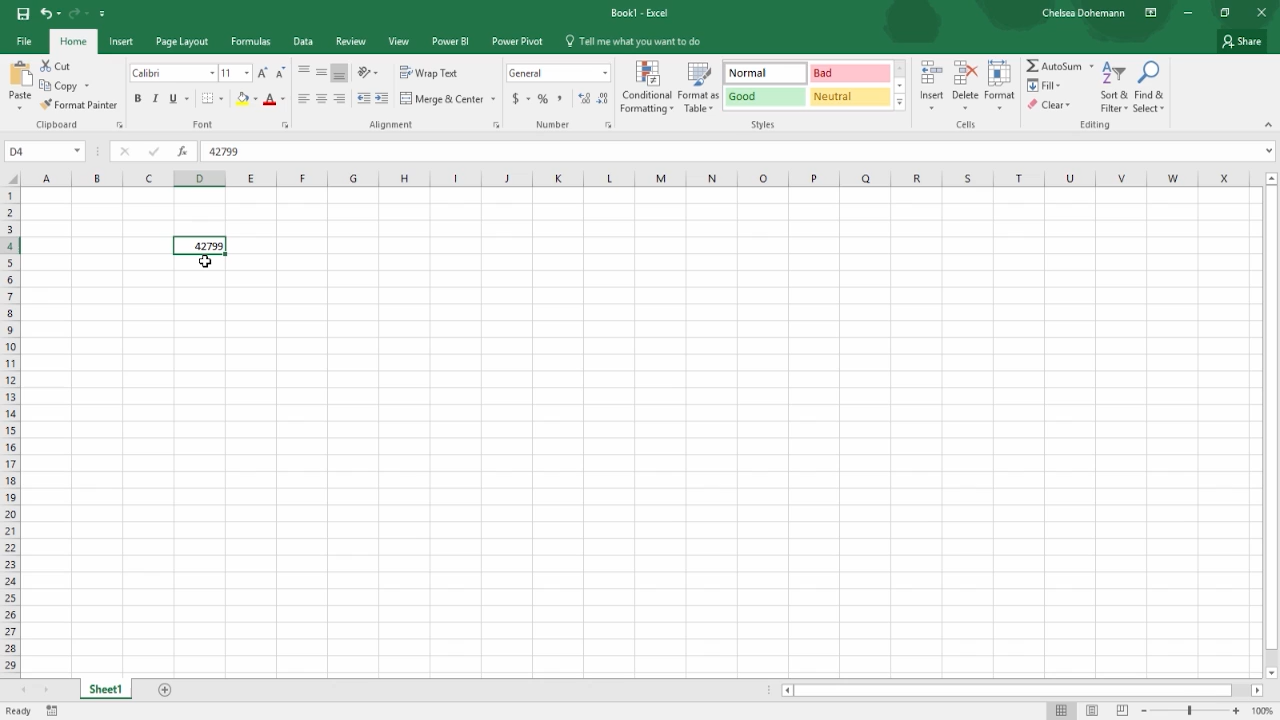 Book1 - Excel
Chelsea Dohemann
File Home Insert Page Layout Formulas Data Review View Power BI Power Pivot Tell me what you want to do Share
Paste
Cut
Copy
Format Painter
Clipboard
Calibri 11
B I U
Font
Wrap Text
Merge & Center
Alignment
General
$ % ,
Number
Conditional
Formatting
Format as
Table
Normal Bad
Good Neutral
Styles
Insert Delete Format
Cells
AutoSum
Fill
Clear
Sort &
Filter
Find &
Select
Editing
D4 fx 42799
A B C D E F G H I J K L M N O P Q R S T U V W X
1
2
3
4 42799
5
6
7
8
9
10
11
12
13
14
15
16
17
18
19
20
21
22
23
24
25
26
27
28
29
Sheet1
Ready 100%